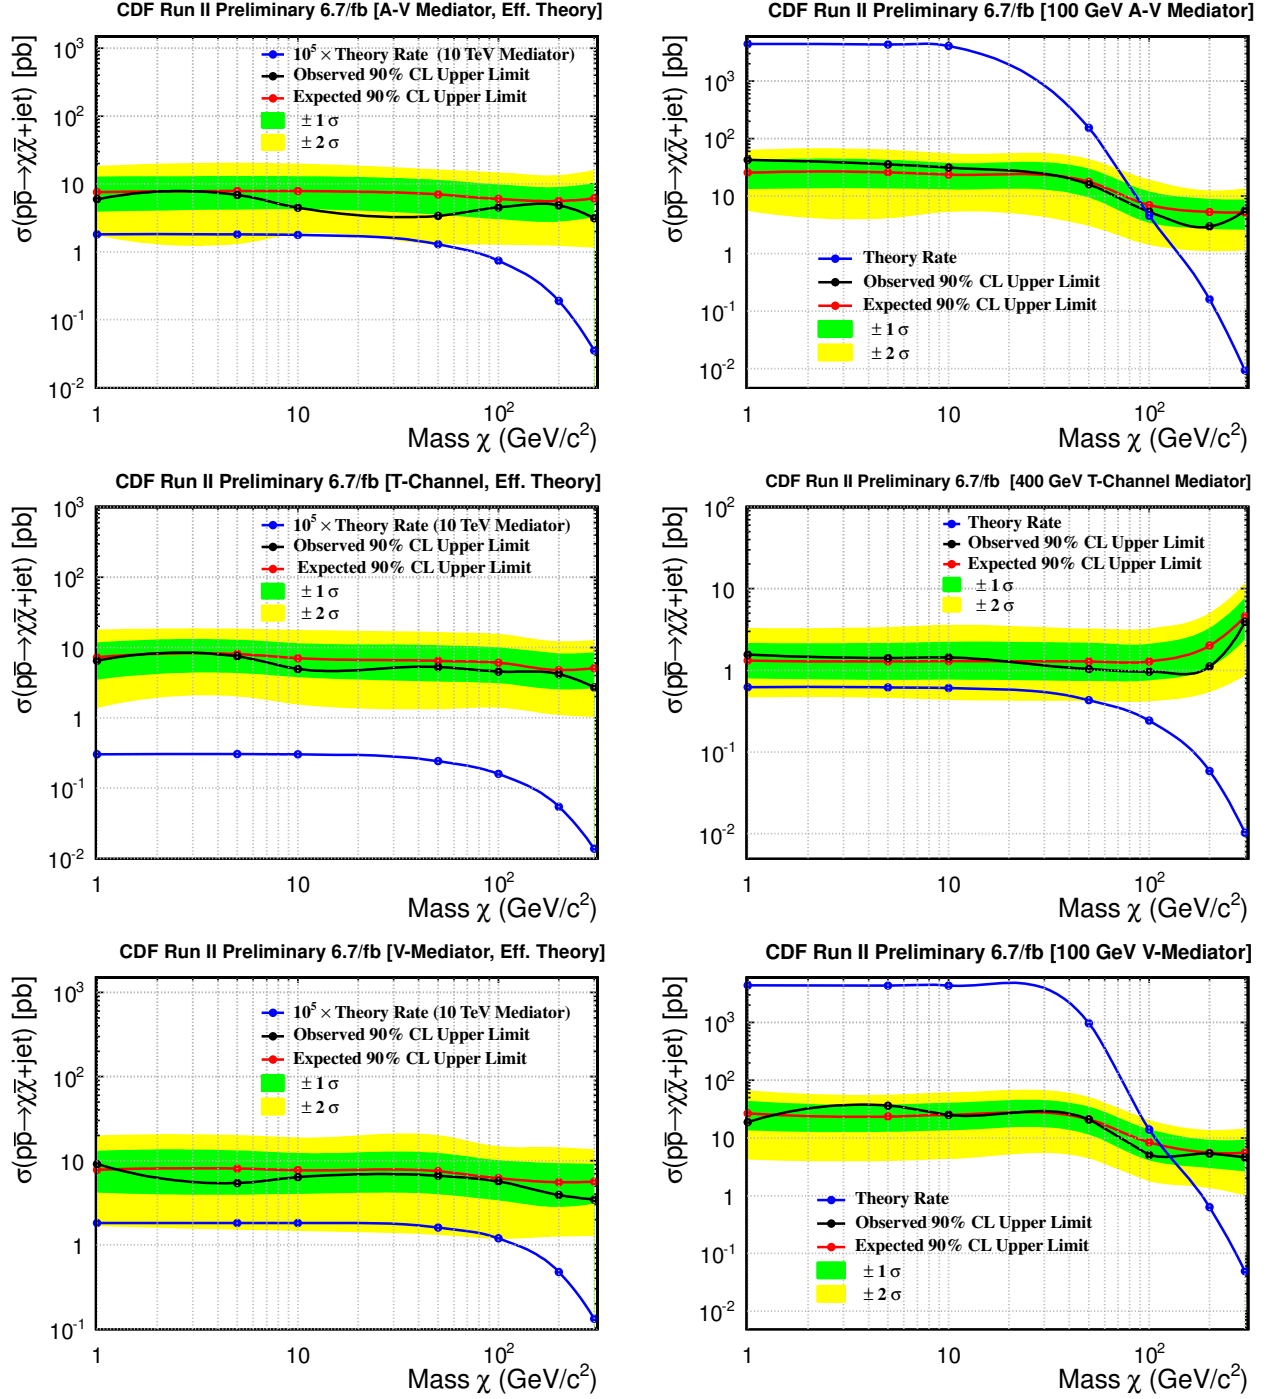 CDF Run II Preliminary 6.7/fb [A-V Mediator, Eff. Theory]
σ(pp̅→χχ̅+jet) [pb]
10³
10²
10
1
10⁻¹
10⁻²
10⁵ × Theory Rate (10 TeV Mediator)
Observed 90% CL Upper Limit
Expected 90% CL Upper Limit
± 1 σ
± 2 σ
1
10
10²
Mass χ (GeV/c²)
CDF Run II Preliminary 6.7/fb [100 GeV A-V Mediator]
σ(pp̅→χχ̅+jet) [pb]
10³
10²
10
1
10⁻¹
10⁻²
Theory Rate
Observed 90% CL Upper Limit
Expected 90% CL Upper Limit
± 1 σ
± 2 σ
1
10
10²
Mass χ (GeV/c²)
CDF Run II Preliminary 6.7/fb [T-Channel, Eff. Theory]
σ(pp̅→χχ̅+jet) [pb]
10³
10²
10
1
10⁻¹
10⁻²
10⁵ × Theory Rate (10 TeV Mediator)
Observed 90% CL Upper Limit
Expected 90% CL Upper Limit
± 1 σ
± 2 σ
1
10
10²
Mass χ (GeV/c²)
CDF Run II Preliminary 6.7/fb [400 GeV T-Channel Mediator]
σ(pp̅→χχ̅+jet) [pb]
10²
10
1
10⁻¹
10⁻²
Theory Rate
Observed 90% CL Upper Limit
Expected 90% CL Upper Limit
± 1 σ
± 2 σ
1
10
10²
Mass χ (GeV/c²)
CDF Run II Preliminary 6.7/fb [V-Mediator, Eff. Theory]
σ(pp̅→χχ̅+jet) [pb]
10³
10²
10
1
10⁻¹
10⁵ × Theory Rate (10 TeV Mediator)
Observed 90% CL Upper Limit
Expected 90% CL Upper Limit
± 1 σ
± 2 σ
1
10
10²
Mass χ (GeV/c²)
CDF Run II Preliminary 6.7/fb [100 GeV V-Mediator]
σ(pp̅→χχ̅+jet) [pb]
10³
10²
10
1
10⁻¹
10⁻²
Theory Rate
Observed 90% CL Upper Limit
Expected 90% CL Upper Limit
± 1 σ
± 2 σ
1
10
10²
Mass χ (GeV/c²)